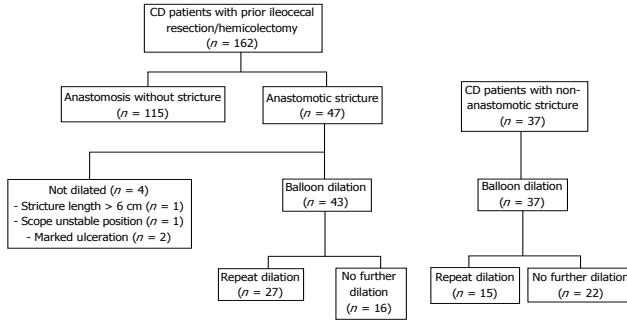 CD patients with prior ileocecal
resection/hemicolectomy
(n = 162)
Anastomosis without stricture
(n = 115)
Anastomotic stricture
(n = 47)
CD patients with non-
anastomotic stricture
(n = 37)
Not dilated (n = 4)
- Stricture length > 6 cm (n = 1)
- Scope unstable position (n = 1)
- Marked ulceration (n = 2)
Balloon dilation
(n = 43)
Balloon dilation
(n = 37)
Repeat dilation
(n = 27)
No further
dilation
(n = 16)
Repeat dilation
(n = 15)
No further dilation
(n = 22)